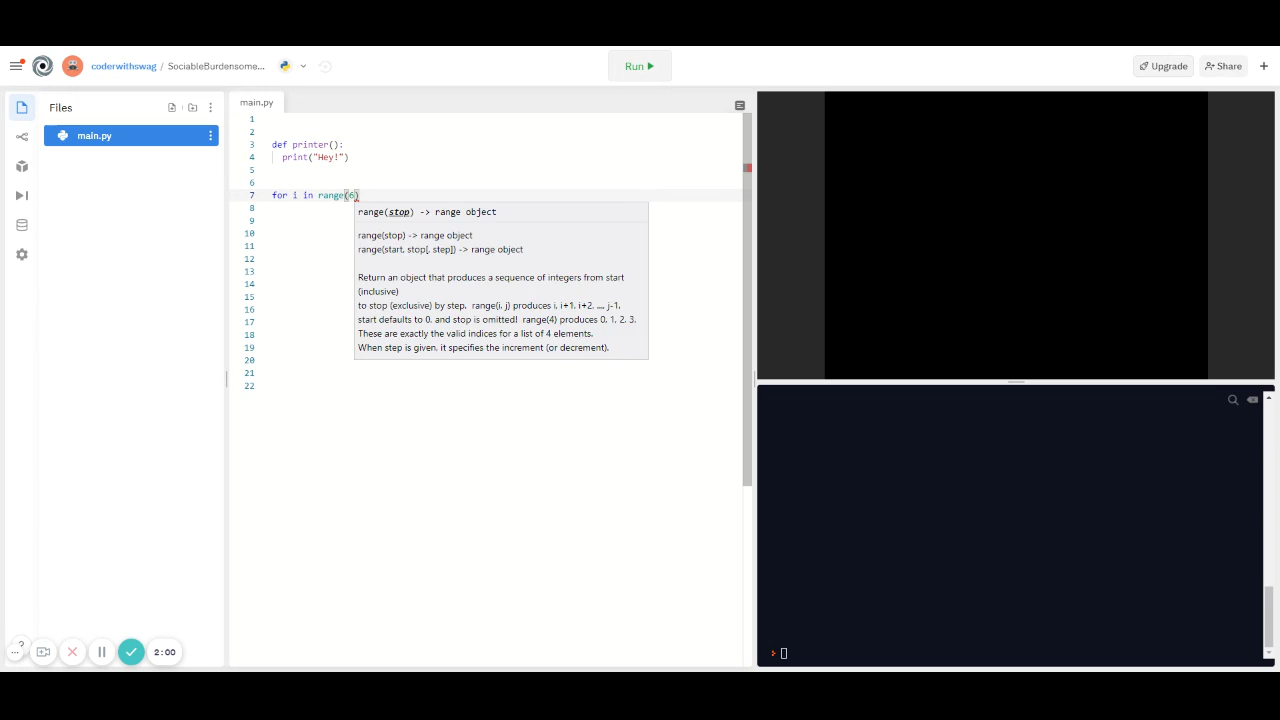 coderwithswag / SociableBurdensome...
Run
Upgrade
Share
Files
main.py
main.py
1
2
3 def printer():
4 print("Hey!")
5
6
7 for i in range(6)
8
9
10
11
12
13
14
15
16
17
18
19
20
21
22
range(stop) -> range object
range(stop) -> range object
range(start, stop[, step]) -> range object
Return an object that produces a sequence of integers from start
(inclusive)
to stop (exclusive) by step. range(i, j) produces i, i+1, i+2, ..., j-1.
start defaults to 0, and stop is omitted! range(4) produces 0, 1, 2, 3.
These are exactly the valid indices for a list of 4 elements.
When step is given, it specifies the increment (or decrement).
2:00